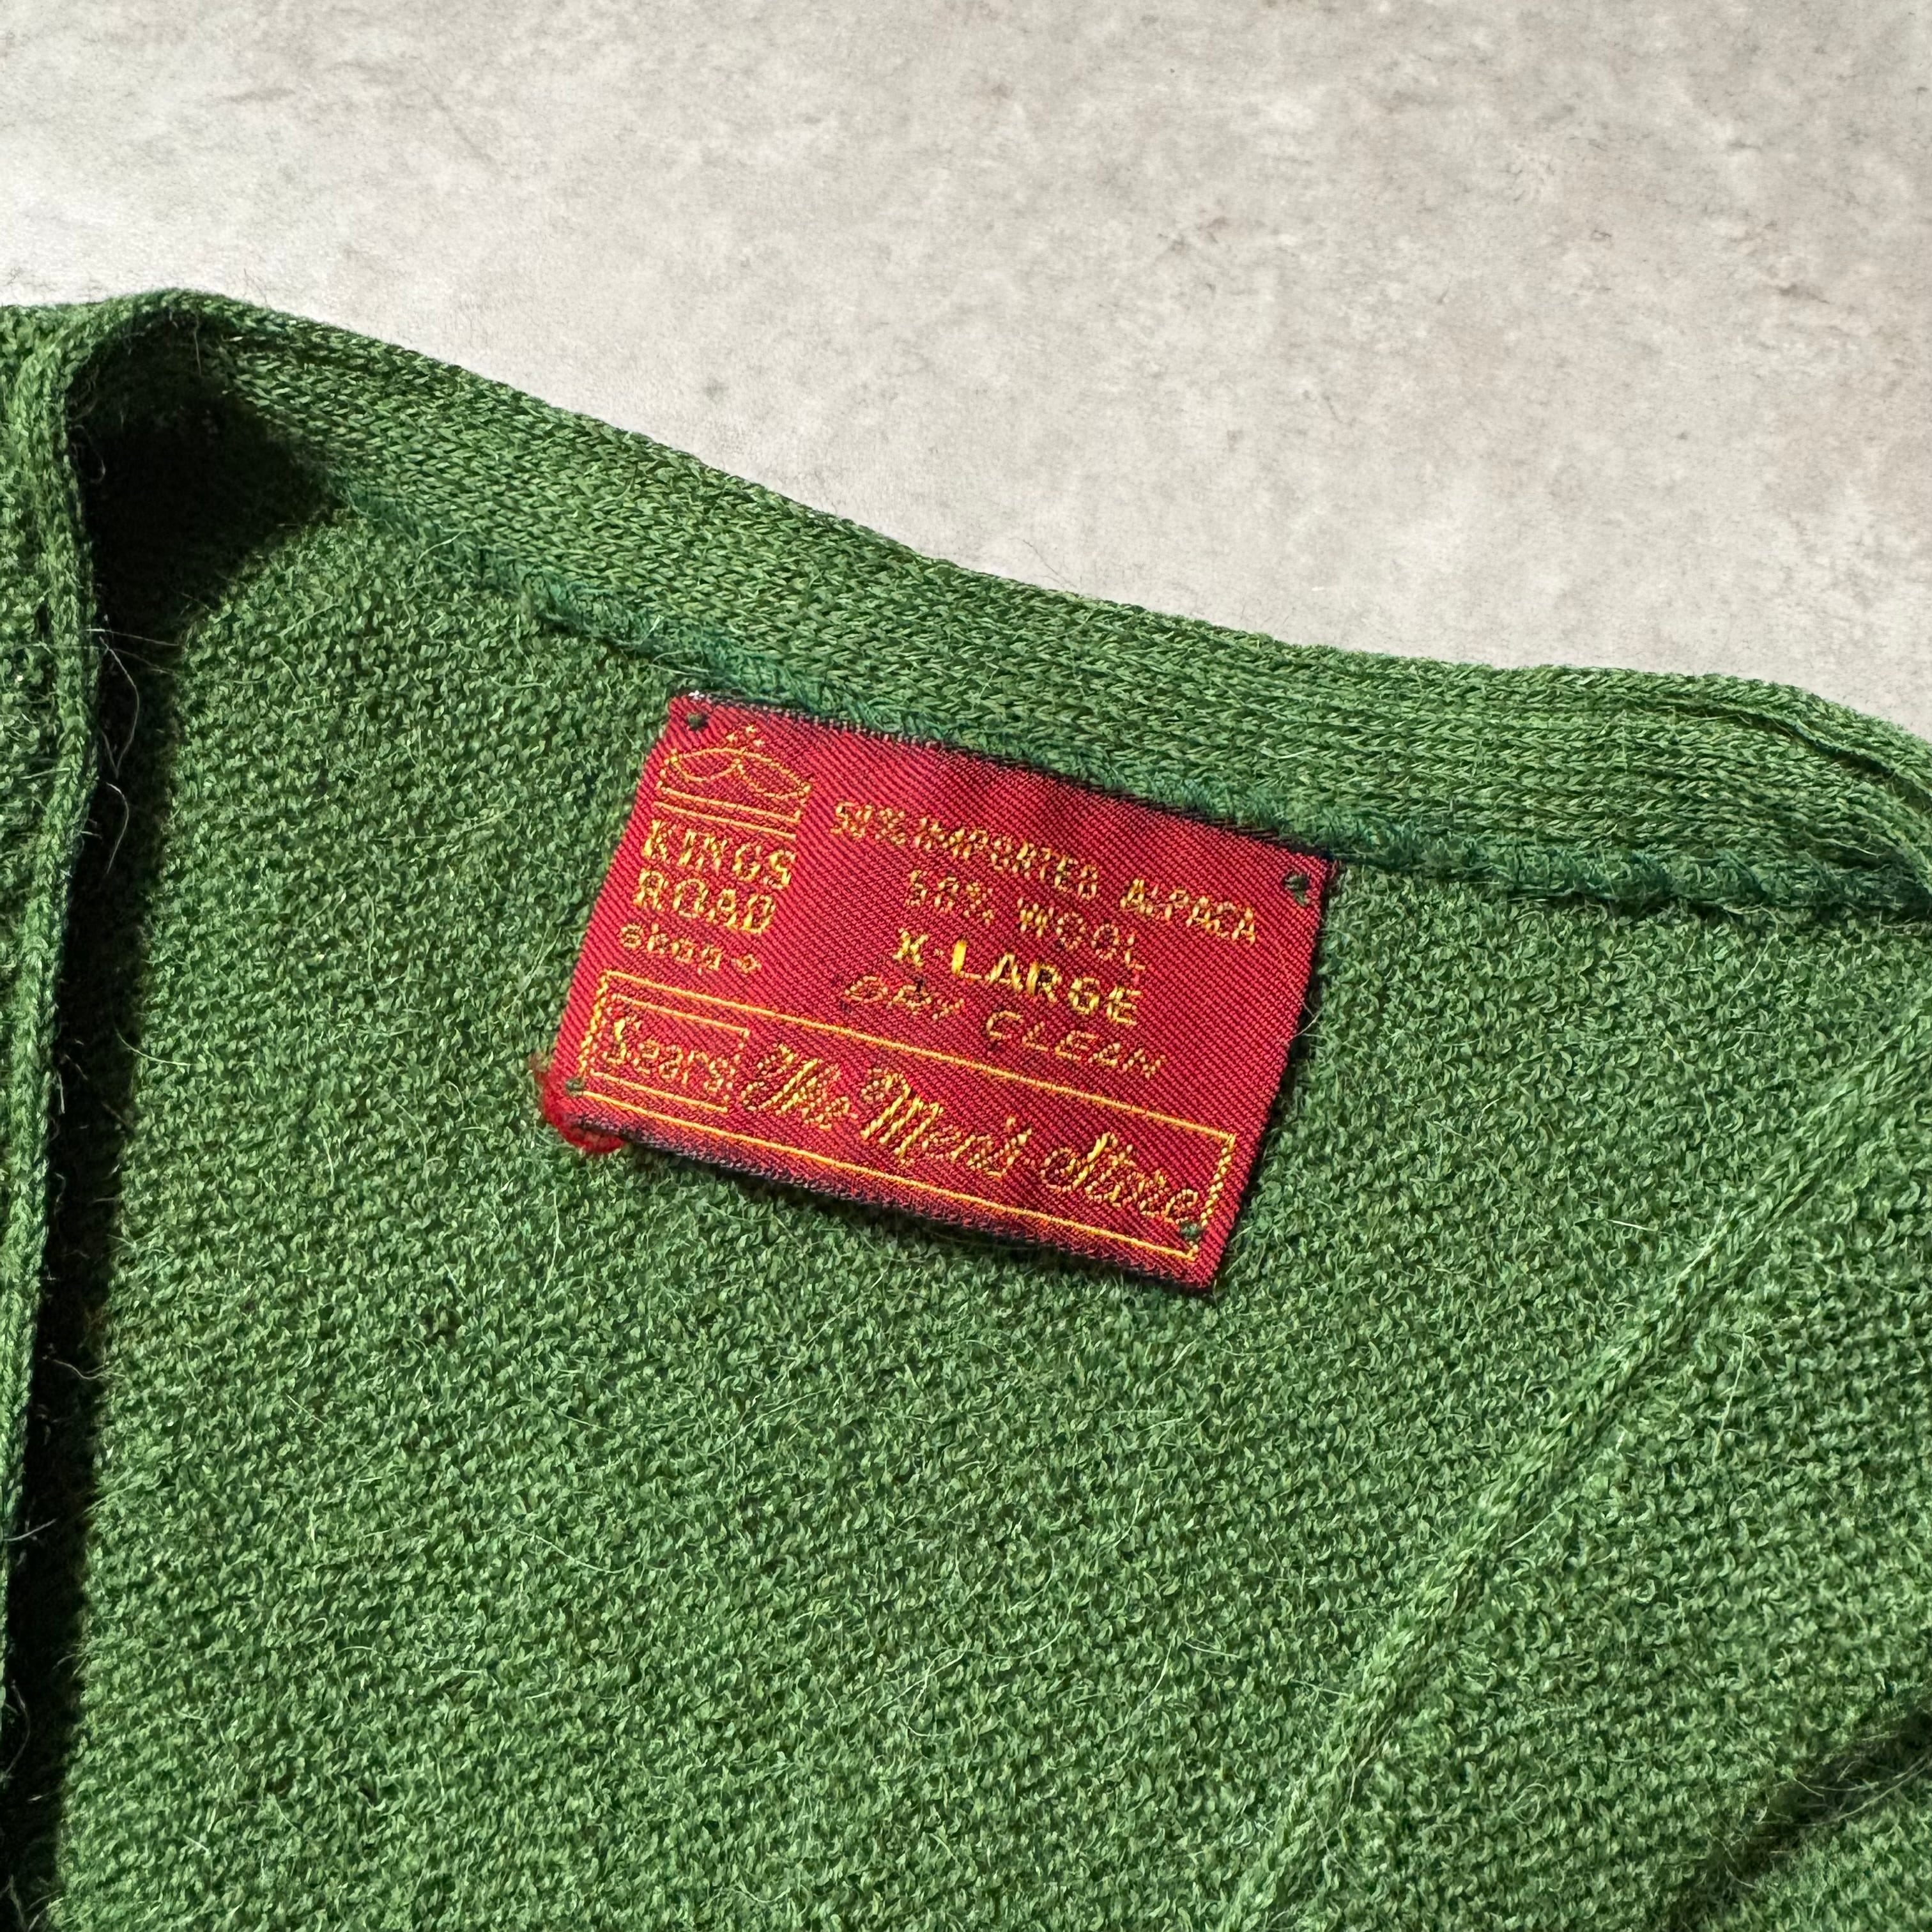 KINGS
ROAD
shop
50% IMPORTED ALPACA
50% WOOL
X-LARGE
DRY CLEAN
Sears The Men's Store